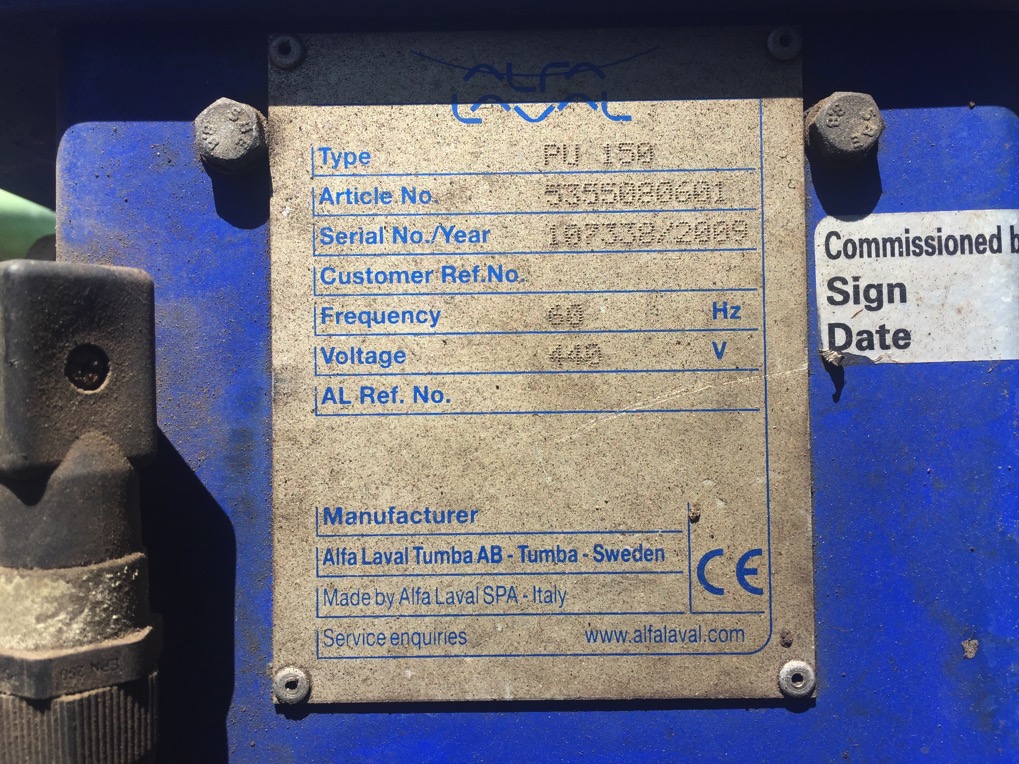 ALFA
LAVAL
Type PU 150
Article No. 5355080601
Serial No./Year 107338/2009
Customer Ref.No.
Frequency 60 Hz
Voltage 440 V
AL Ref. No.
Commissioned b
Sign
Date
Manufacturer
Alfa Laval Tumba AB - Tumba - Sweden
Made by Alfa Laval SPA - Italy
CE
Service enquiries www.alfalaval.com